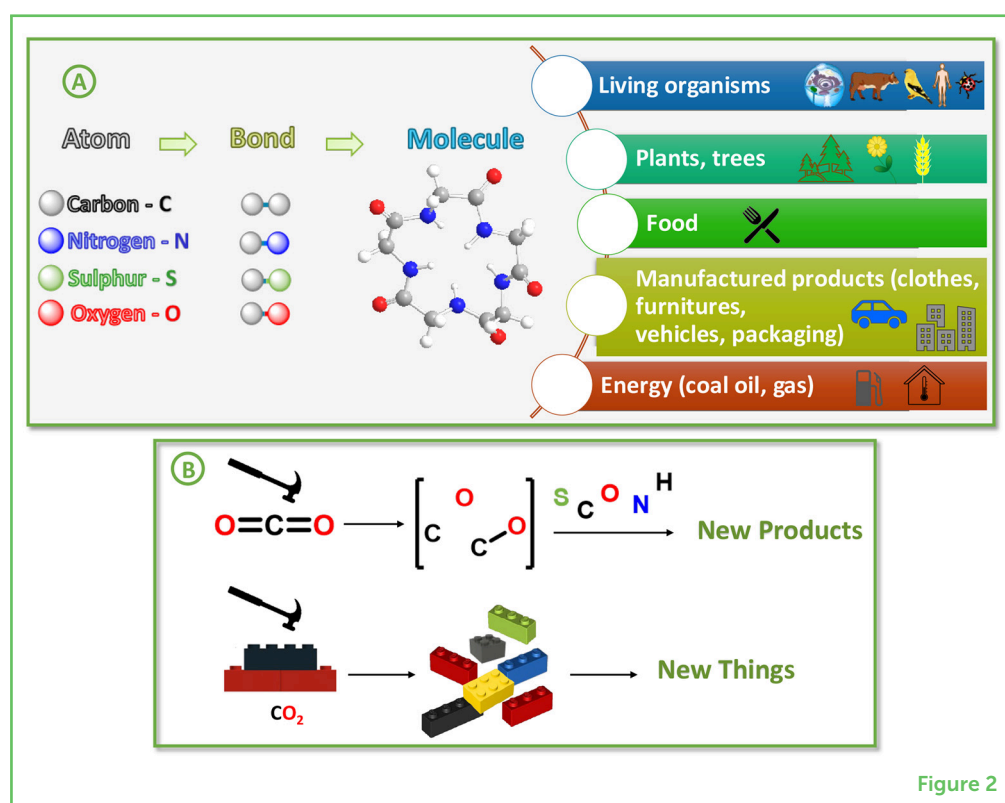 A
Atom
Bond
Molecule
Carbon - C
Nitrogen - N
Sulphur - S
Oxygen - O
Living organisms
Plants, trees
Food
Manufactured products (clothes,
furnitures,
vehicles, packaging)
Energy (coal oil, gas)
B
O=C=O
C O C-O
S C O N H
New Products
CO₂
New Things
Figure 2